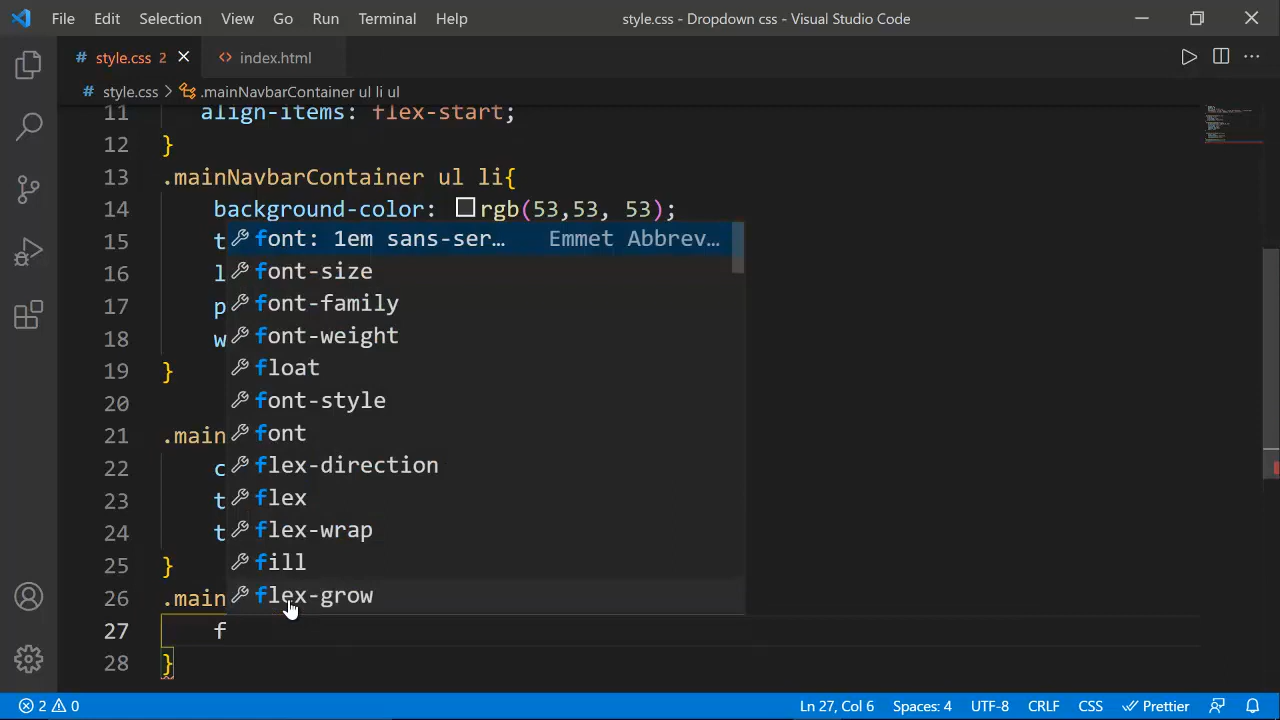 File Edit Selection View Go Run Terminal Help style.css - Dropdown css - Visual Studio Code
# style.css 2 × <> index.html
# style.css > .mainNavbarContainer ul li ul
11 align-items: flex-start;
12 }
13 .mainNavbarContainer ul li{
14 background-color: rgb(53,53, 53);
15 t
font: 1em sans-ser… Emmet Abbrev…
16 l
font-size
17 p
font-family
18 w
font-weight
19 }
float
20
font-style
21 .main
font
22 c
flex-direction
23 t
flex
24 t
flex-wrap
25 }
fill
26 .main
flex-grow
27 f
28 }
2 0 Ln 27, Col 6 Spaces: 4 UTF-8 CRLF CSS Prettier